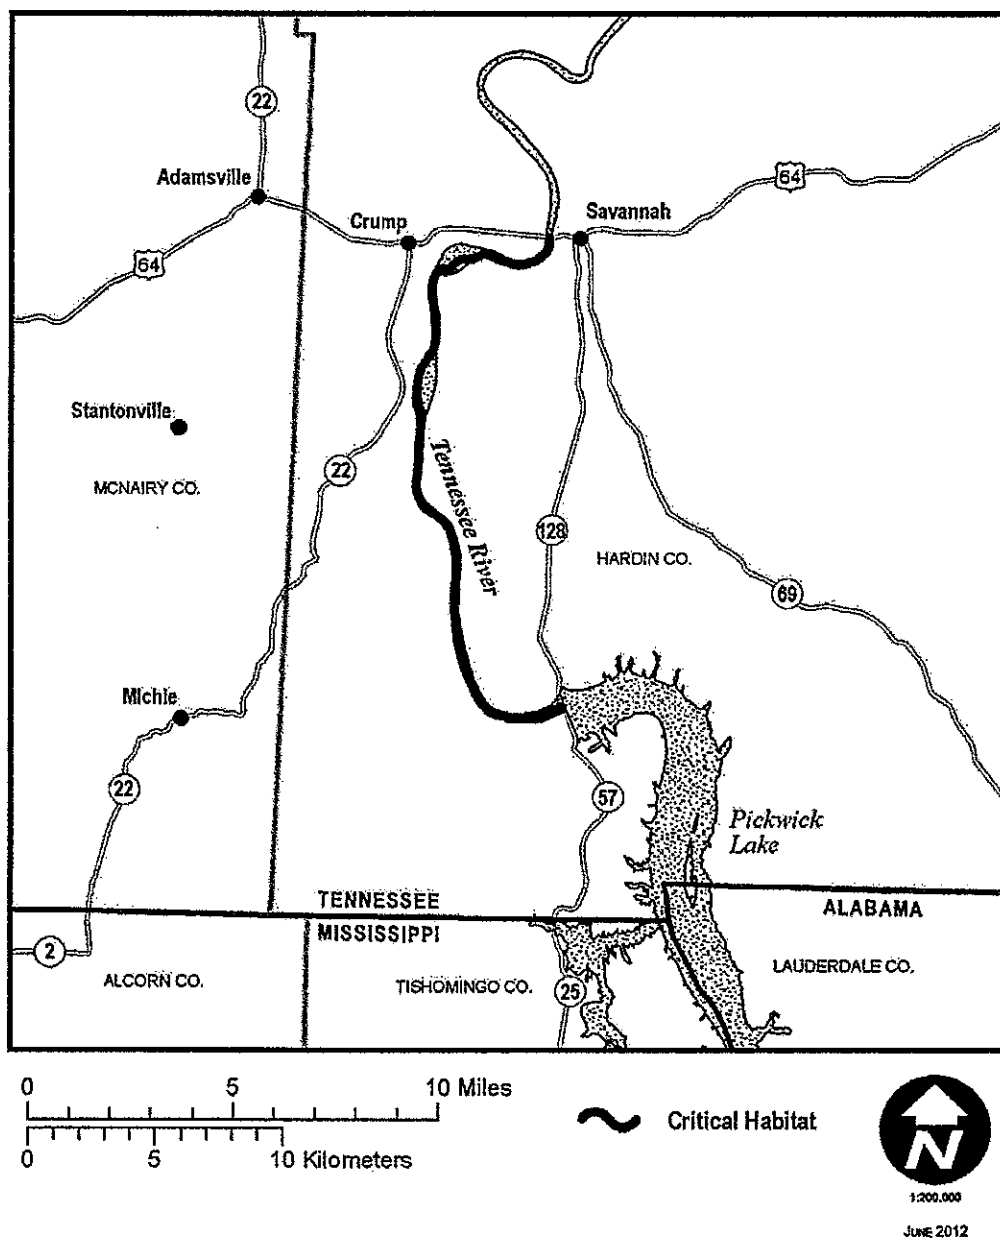 22
Adamsville
64
Savannah
Crump
64
Stantonville
Tennessee River
22
MCNAIRY CO.
128
HARDIN CO.
69
Michie
22
57
Pickwick
Lake
TENNESSEE
ALABAMA
MISSISSIPPI
2
ALCORN CO.
TISHOMINGO CO.
25
LAUDERDALE CO.
0 5 10 Miles
0 5 10 Kilometers
Critical Habitat
N
1:200,000
JUNE 2012